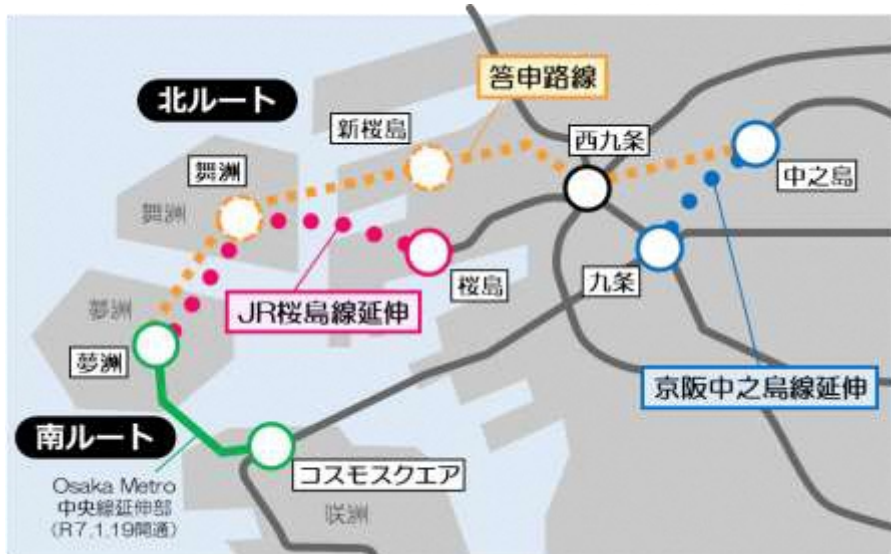 答申路線
北ルート
新桜島
西九条
舞洲
中之島
舞洲
桜島
九条
夢洲
JR桜島線延伸
夢洲
京阪中之島線延伸
南ルート
コスモスクエア
Osaka Metro
中央線延伸部
(R7.1.19開通)
咲洲